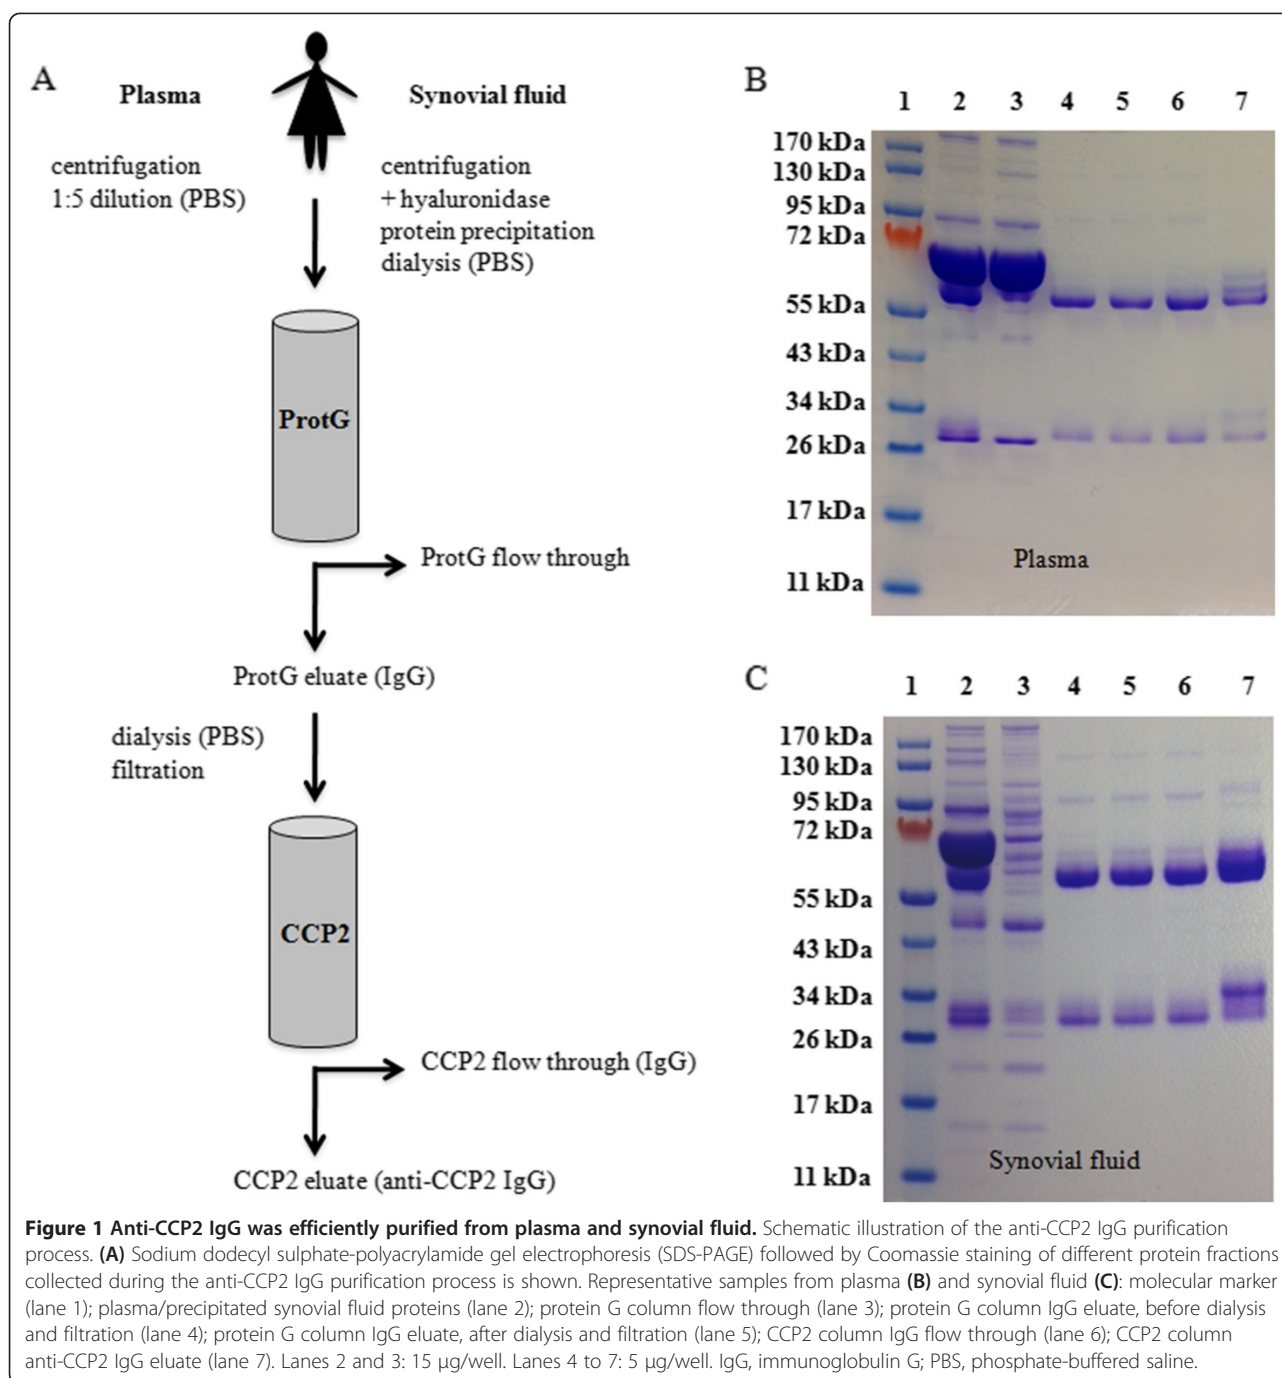 A
Plasma
Synovial fluid
centrifugation
1:5 dilution (PBS)
centrifugation
+ hyaluronidase
protein precipitation
dialysis (PBS)
ProtG
ProtG flow through
ProtG eluate (IgG)
dialysis (PBS)
filtration
CCP2
CCP2 flow through (IgG)
CCP2 eluate (anti-CCP2 IgG)
B
1 2 3 4 5 6 7
170 kDa
130 kDa
95 kDa
72 kDa
55 kDa
43 kDa
34 kDa
26 kDa
17 kDa
11 kDa
Plasma
C
1 2 3 4 5 6 7
170 kDa
130 kDa
95 kDa
72 kDa
55 kDa
43 kDa
34 kDa
26 kDa
17 kDa
11 kDa
Synovial fluid
Figure 1 Anti-CCP2 IgG was efficiently purified from plasma and synovial fluid. Schematic illustration of the anti-CCP2 IgG purification
process. (A) Sodium dodecyl sulphate-polyacrylamide gel electrophoresis (SDS-PAGE) followed by Coomassie staining of different protein fractions
collected during the anti-CCP2 IgG purification process is shown. Representative samples from plasma (B) and synovial fluid (C): molecular marker
(lane 1); plasma/precipitated synovial fluid proteins (lane 2); protein G column flow through (lane 3); protein G column IgG eluate, before dialysis
and filtration (lane 4); protein G column IgG eluate, after dialysis and filtration (lane 5); CCP2 column IgG flow through (lane 6); CCP2 column
anti-CCP2 IgG eluate (lane 7). Lanes 2 and 3: 15 μg/well. Lanes 4 to 7: 5 μg/well. IgG, immunoglobulin G; PBS, phosphate-buffered saline.